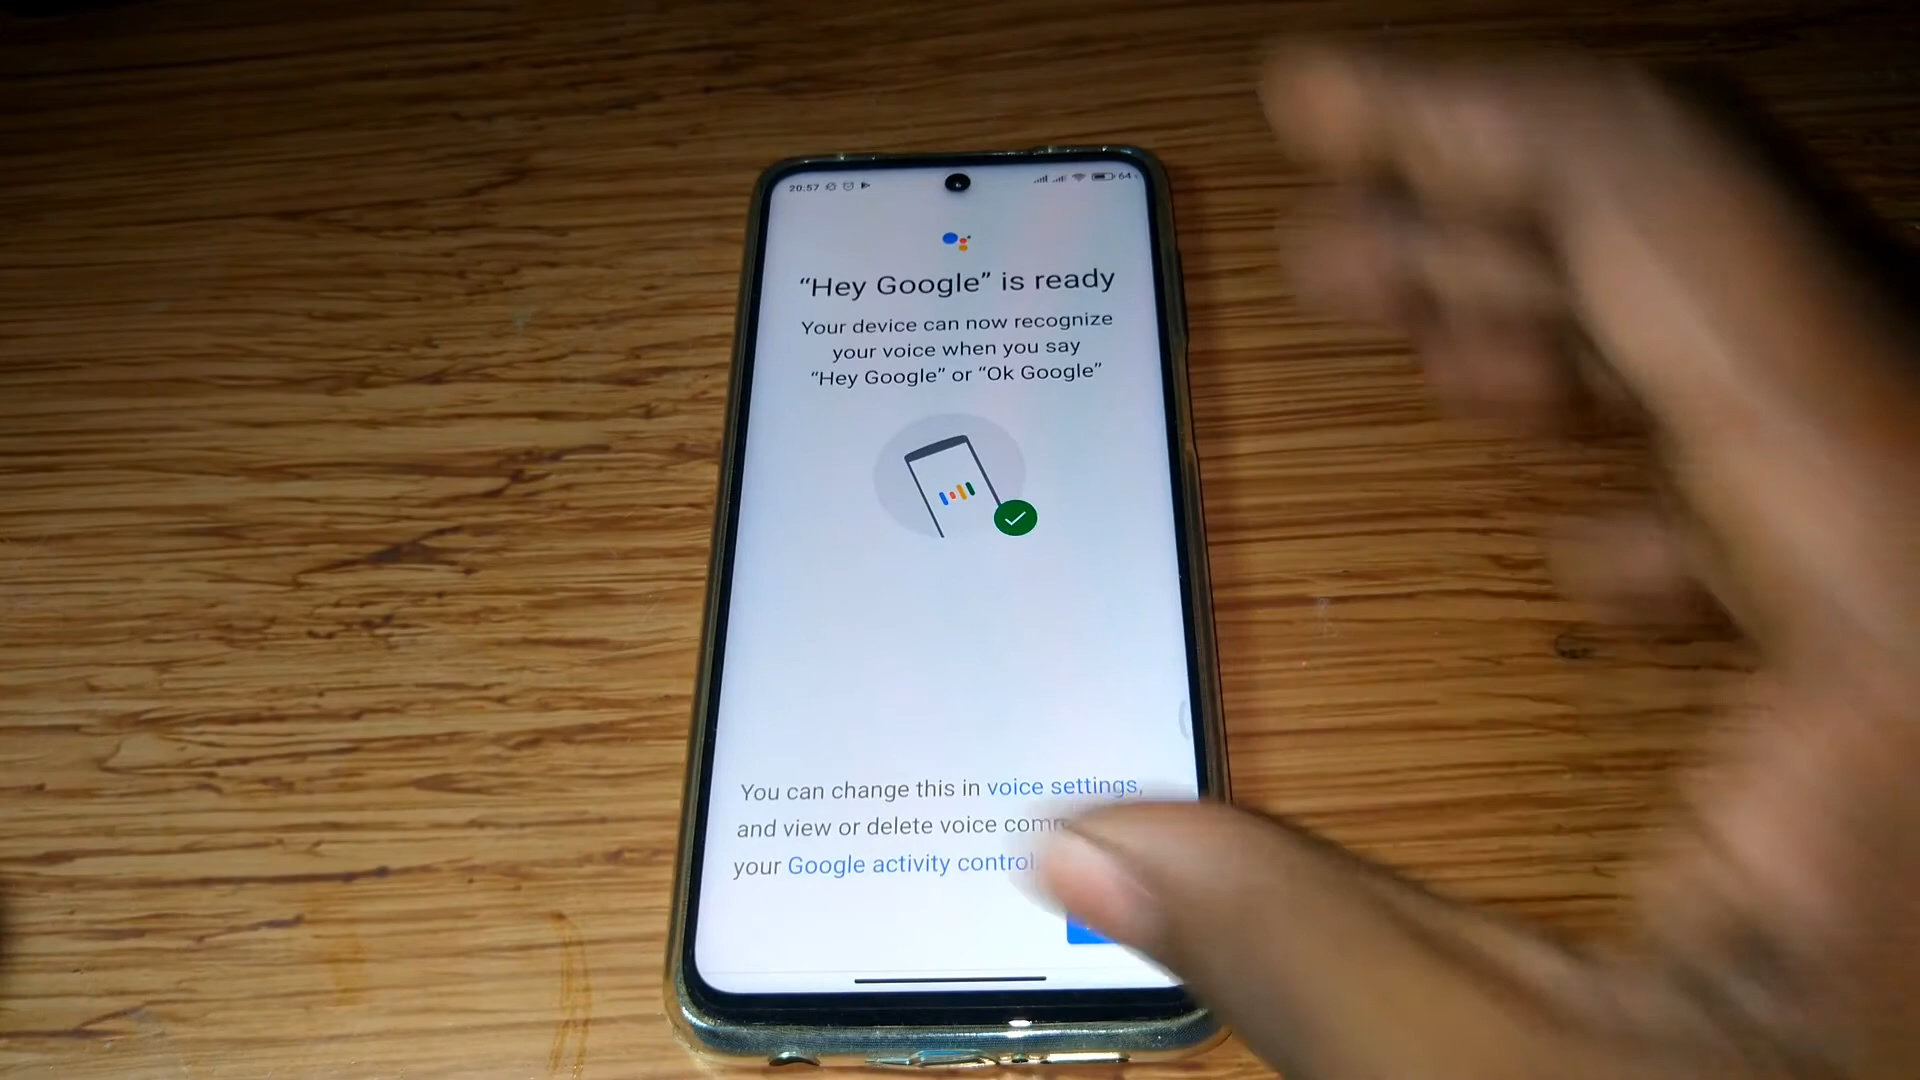 20:57
64
“Hey Google” is ready
Your device can now recognize
your voice when you say
“Hey Google” or “Ok Google”
You can change this in voice settings,
and view or delete voice
your Google activity